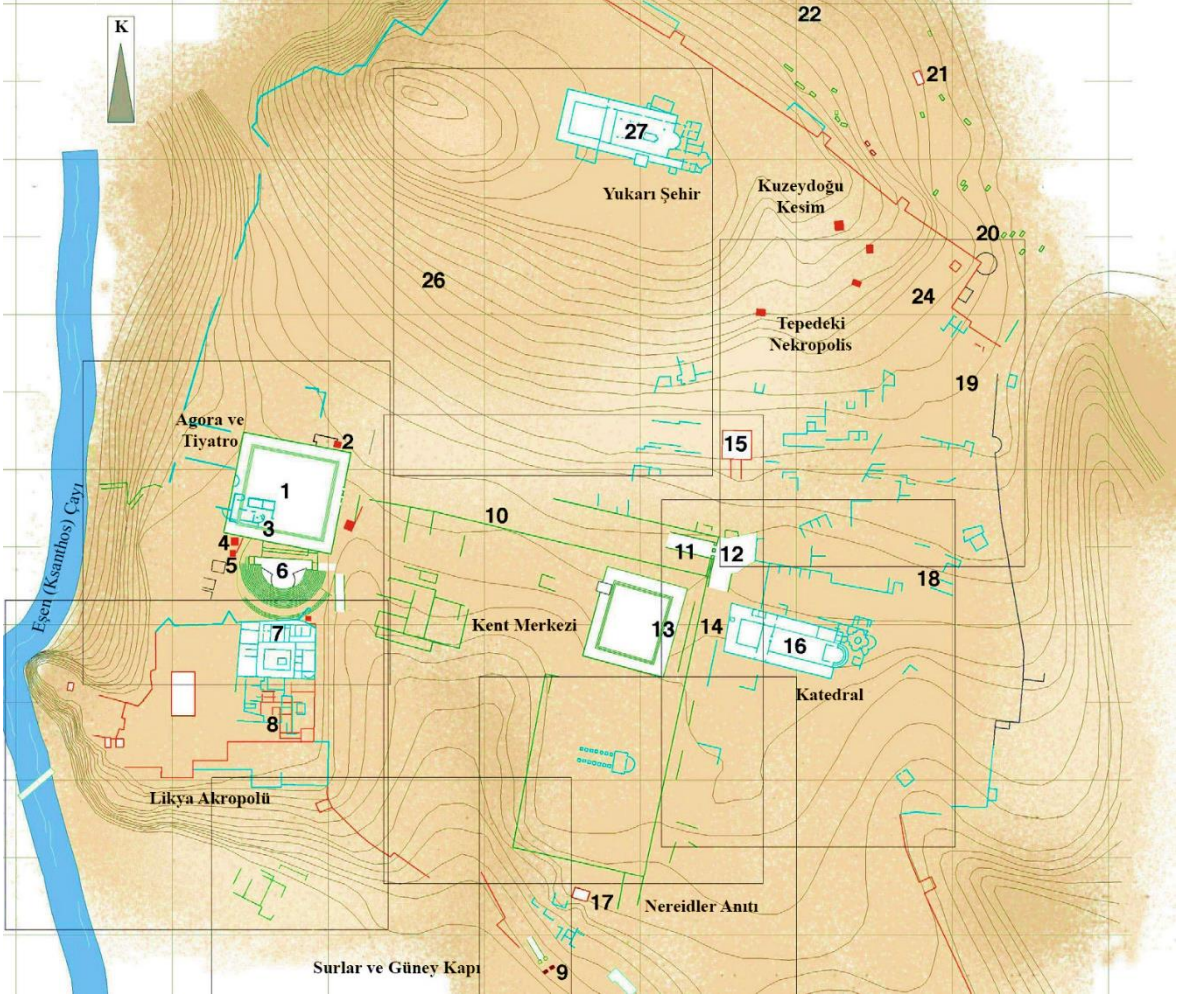 22
K
21
27
Yukarı Şehir
Kuzeydoğu
Kesim
20
26
24
Tepedeki
Nekropolis
19
Agora ve
Tiyatro
2
15
1
10
3
4
11
12
5
6
18
Eşen (Ksanthos) Çayı
7
Kent Merkezi
13
14
16
Katedral
8
Likya Akropolü
17
Nereidler Anıtı
Surlar ve Güney Kapı
9